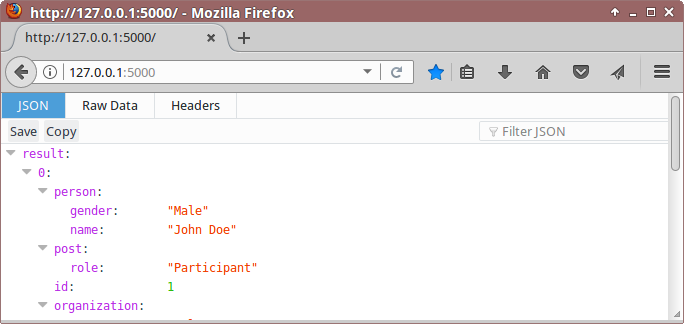 http://127.0.0.1:5000/ - Mozilla Firefox
http://127.0.0.1:5000/
127.0.0.1:5000
JSON Raw Data Headers
Save Copy Filter JSON
result:
0:
person:
gender: "Male"
name: "John Doe"
post:
role: "Participant"
id: 1
organization: